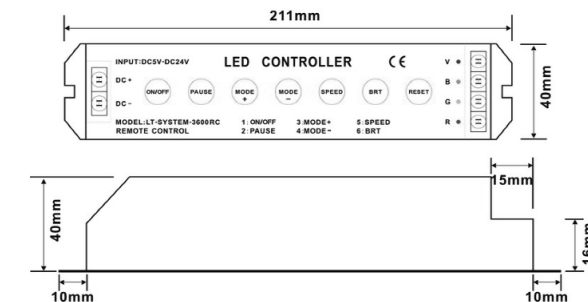 211mm
INPUT:DC5V-DC24V LED CONTROLLER CE V
DC+ B
ON/OFF PAUSE MODE + MODE − SPEED BRT RESET
DC− G
MODEL:LT-SYSTEM-3600RC 1: ON/OFF 3:MODE+ 5:SPEED R
REMOTE CONTROL 2: PAUSE 4:MODE− 6: BRT
40mm
15mm
40mm
16mm
10mm 10mm